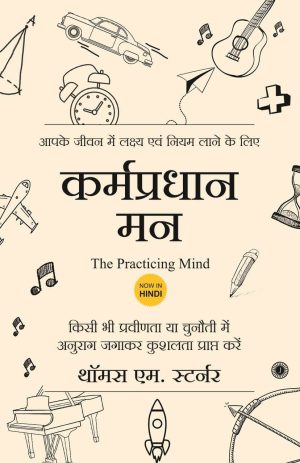 आपके जीवन में लक्ष्य एवं नियम लाने के लिए
कर्मप्रधान
मन
The Practicing Mind
NOW IN
HINDI
किसी भी प्रवीणता या चुनौती में
अनुराग जगाकर कुशलता प्राप्त करें
थॉमस एम. स्टर्नर